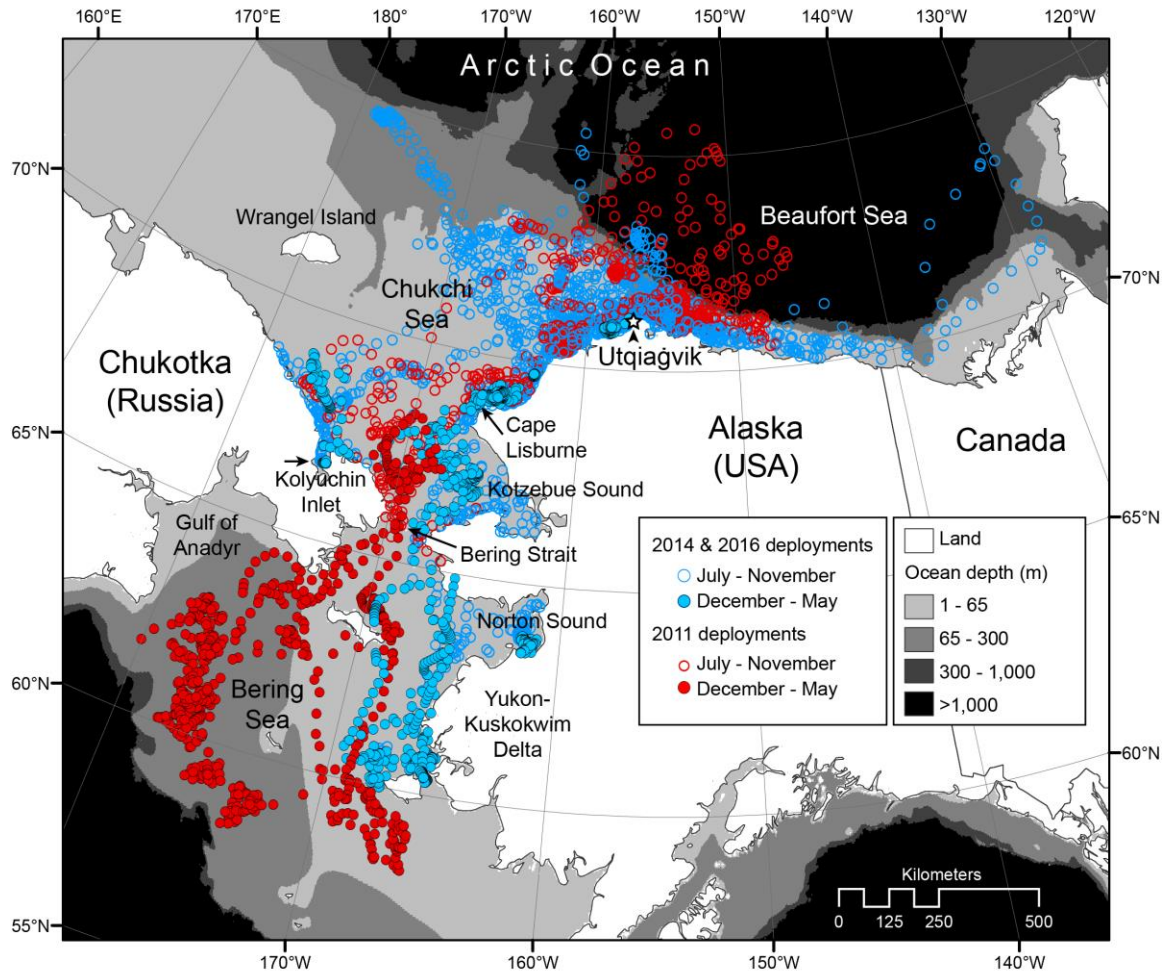 160°E 170°E 180° 170°W 160°W 150°W 140°W 130°W 120°W
Arctic Ocean
70°N
Wrangel Island
Beaufort Sea
70°N
Chukchi
Sea
Utqiaġvik
Chukotka
(Russia)
65°N
Cape
Lisburne
Alaska
(USA)
Canada
Kolyuchin
Inlet
Kotzebue Sound
65°N
Gulf of
Anadyr
Bering Strait
Norton Sound
60°N
Bering
Sea
Yukon-
Kuskokwim
Delta
60°N
2014 & 2016 deployments
July - November
December - May
2011 deployments
July - November
December - May
Land
Ocean depth (m)
1 - 65
65 - 300
300 - 1,000
>1,000
Kilometers
0 125 250 500
55°N
55°N
170°W 160°W 150°W 140°W